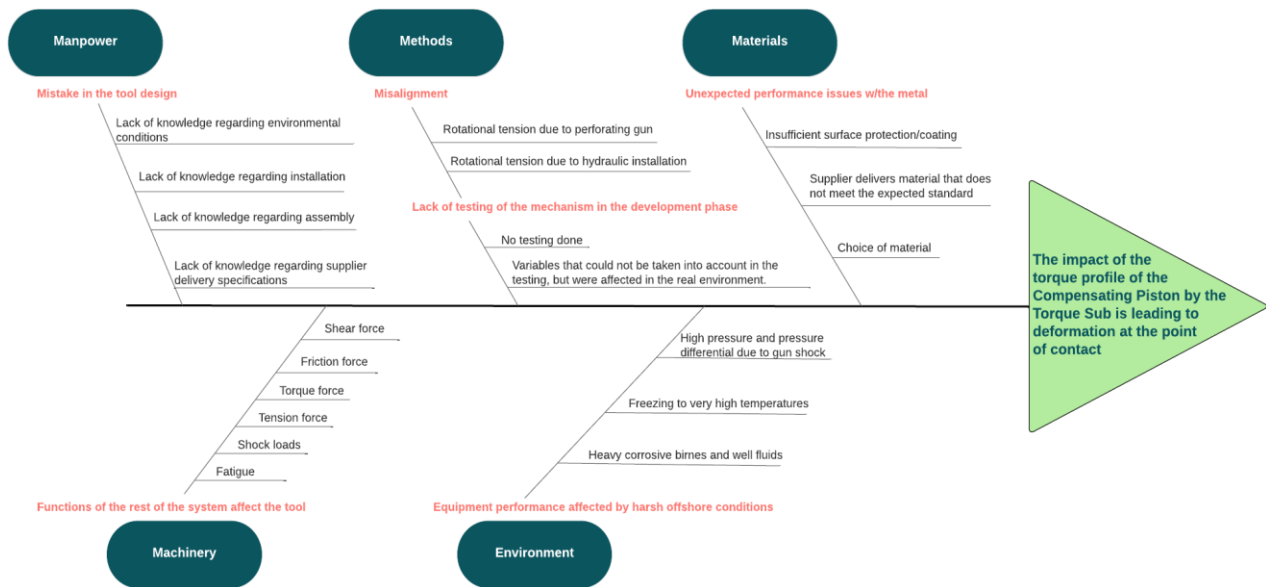 Manpower
Methods
Materials
Mistake in the tool design
Misalignment
Unexpected performance issues w/the metal
Lack of knowledge regarding environmental
conditions
Lack of knowledge regarding installation
Lack of knowledge regarding assembly
Lack of knowledge regarding supplier
delivery specifications
Rotational tension due to perforating gun
Rotational tension due to hydraulic installation
Lack of testing of the mechanism in the development phase
No testing done
Variables that could not be taken into account in the
testing, but were affected in the real environment.
Insufficient surface protection/coating
Supplier delivers material that does
not meet the expected standard
Choice of material
The impact of the
torque profile of the
Compensating Piston by the
Torque Sub is leading to
deformation at the point
of contact
Shear force
Friction force
Torque force
Tension force
Shock loads
Fatigue
Functions of the rest of the system affect the tool
Machinery
High pressure and pressure
differential due to gun shock
Freezing to very high temperatures
Heavy corrosive birnes and well fluids
Equipment performance affected by harsh offshore conditions
Environment